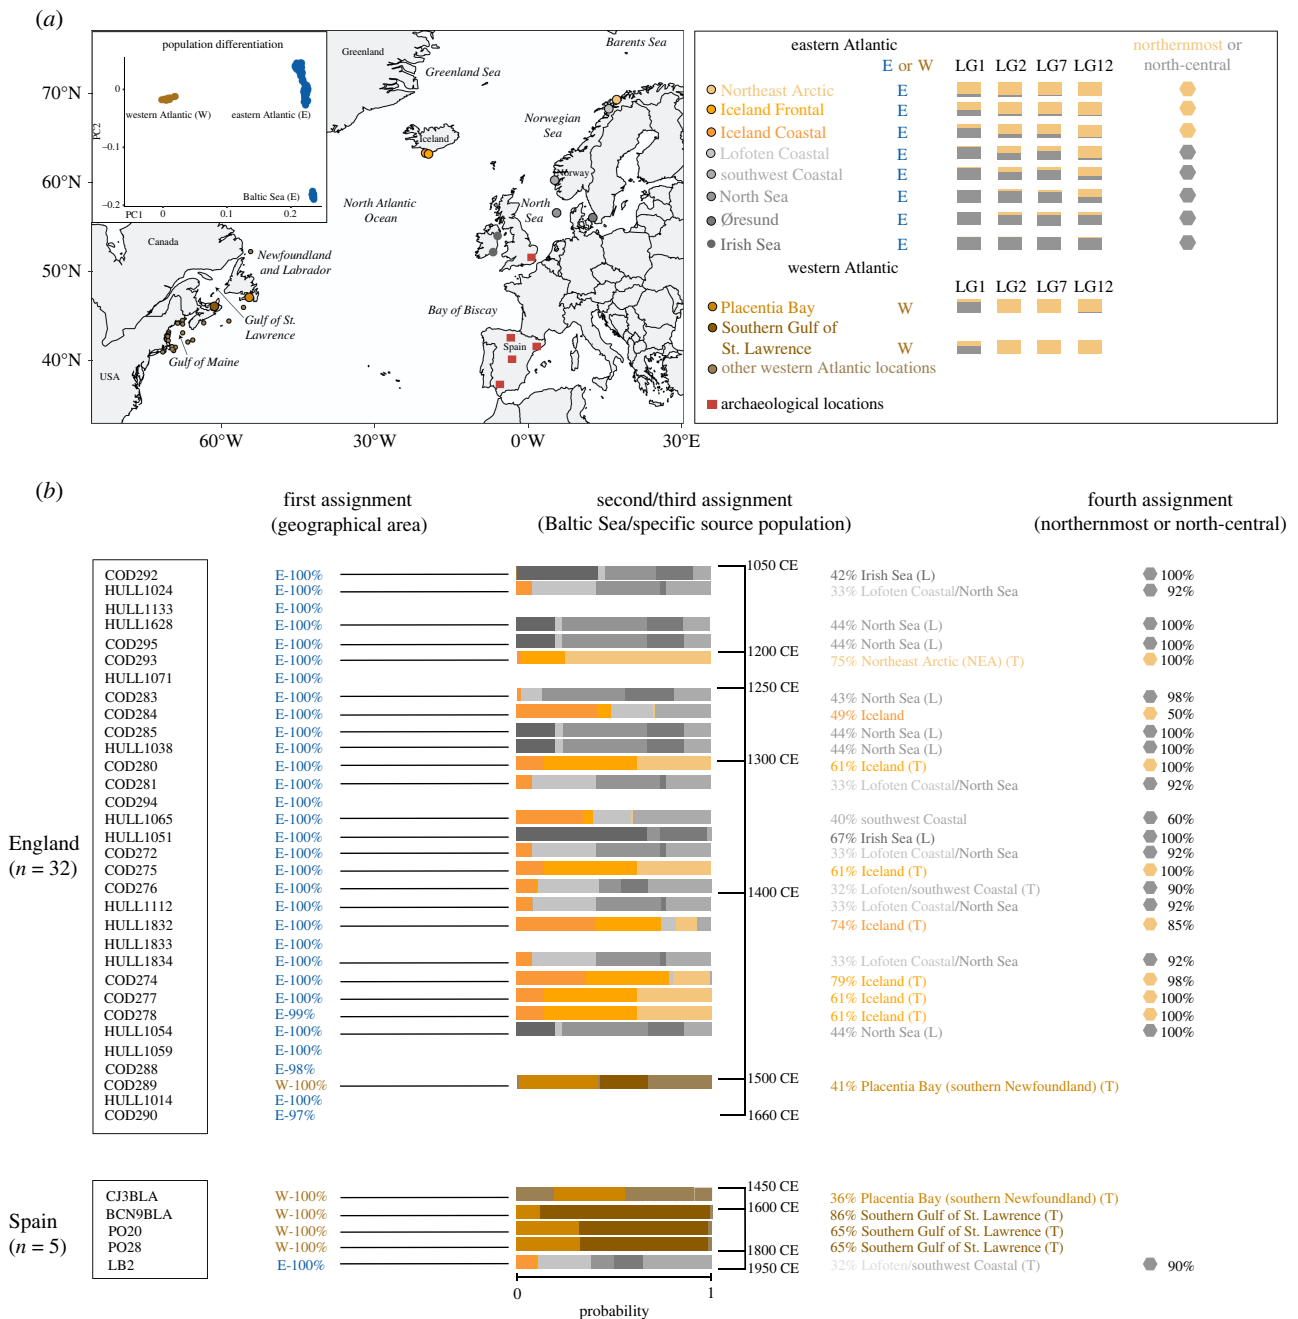 (a)
population differentiation
0
−0.1
−0.2
PC2
western Atlantic (W)
eastern Atlantic (E)
Baltic Sea (E)
PC1
0
0.1
0.2
Greenland
Barents Sea
Greenland Sea
Norwegian
Sea
Iceland
Norway
North
Sea
North Atlantic
Ocean
Canada
Newfoundland
and Labrador
Gulf of St.
Lawrence
Gulf of Maine
USA
Bay of Biscay
Spain
70°N
60°N
50°N
40°N
60°W
30°W
0°W
30°E
eastern Atlantic
northernmost or
north-central
E or W LG1 LG2 LG7 LG12
Northeast Arctic E
Iceland Frontal E
Iceland Coastal E
Lofoten Coastal E
southwest Coastal E
North Sea E
Øresund E
Irish Sea E
western Atlantic
LG1 LG2 LG7 LG12
Placentia Bay W
Southern Gulf of
St. Lawrence W
other western Atlantic locations
archaeological locations
(b)
first assignment
(geographical area)
second/third assignment
(Baltic Sea/specific source population)
fourth assignment
(northernmost or north-central)
England
(n = 32)
1050 CE
COD292 E-100% 42% Irish Sea (L) 100%
HULL1024 E-100% 33% Lofoten Coastal/North Sea 92%
HULL1133 E-100%
HULL1628 E-100% 44% North Sea (L) 100%
COD295 E-100% 44% North Sea (L) 100%
1200 CE
COD293 E-100% 75% Northeast Arctic (NEA) (T) 100%
HULL1071 E-100%
1250 CE
COD283 E-100% 43% North Sea (L) 98%
COD284 E-100% 49% Iceland 50%
COD285 E-100% 44% North Sea (L) 100%
HULL1038 E-100% 44% North Sea (L) 100%
1300 CE
COD280 E-100% 61% Iceland (T) 100%
COD281 E-100% 33% Lofoten Coastal/North Sea 92%
COD294 E-100%
HULL1065 E-100% 40% southwest Coastal 60%
HULL1051 E-100% 67% Irish Sea (L) 100%
COD272 E-100% 33% Lofoten Coastal/North Sea 92%
COD275 E-100% 61% Iceland (T) 100%
COD276 E-100% 32% Lofoten/southwest Coastal (T) 90%
1400 CE
HULL1112 E-100% 33% Lofoten Coastal/North Sea 92%
HULL1832 E-100% 74% Iceland (T) 85%
HULL1833 E-100%
HULL1834 E-100% 33% Lofoten Coastal/North Sea 92%
COD274 E-100% 79% Iceland (T) 98%
COD277 E-100% 61% Iceland (T) 100%
COD278 E-99% 61% Iceland (T) 100%
HULL1054 E-100% 44% North Sea (L) 100%
HULL1059 E-100%
COD288 E-98%
1500 CE
COD289 W-100% 41% Placentia Bay (southern Newfoundland) (T)
HULL1014 E-100%
COD290 E-97%
1660 CE
Spain
(n = 5)
1450 CE
CJ3BLA W-100% 36% Placentia Bay (southern Newfoundland) (T)
1600 CE
BCN9BLA W-100% 86% Southern Gulf of St. Lawrence (T)
PO20 W-100% 65% Southern Gulf of St. Lawrence (T)
PO28 W-100% 65% Southern Gulf of St. Lawrence (T)
1800 CE
LB2 E-100% 32% Lofoten/southwest Coastal (T) 90%
1950 CE
0
1
probability